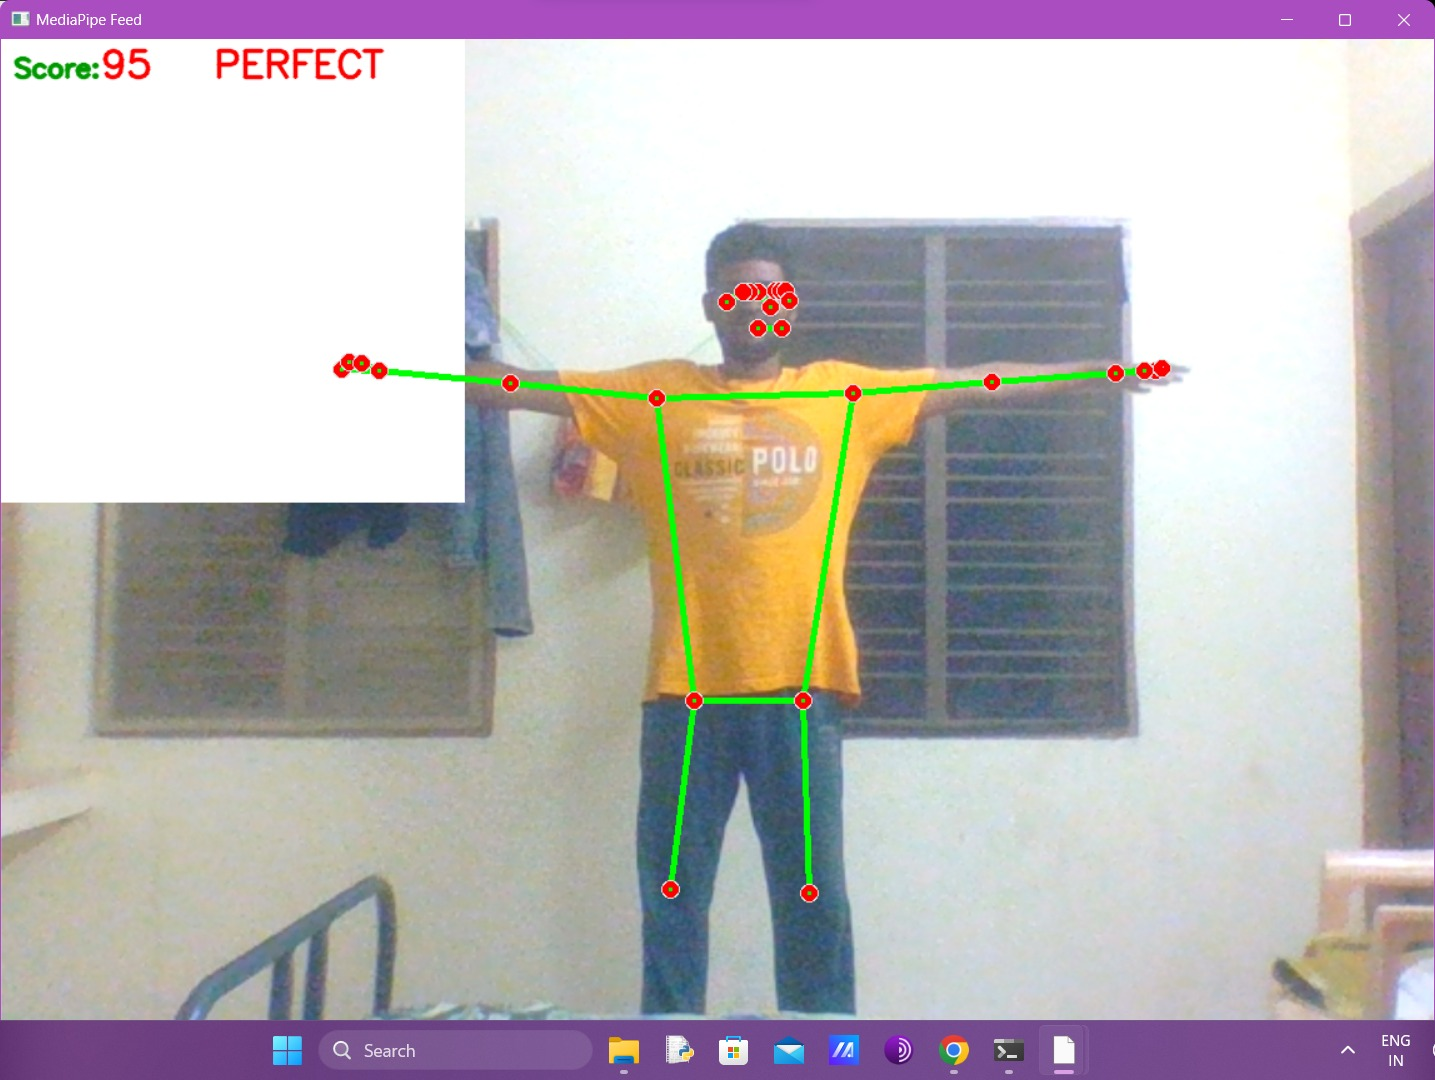 MediaPipe Feed
Score:95 PERFECT
CLASSIC POLO
Search
ENG
IN